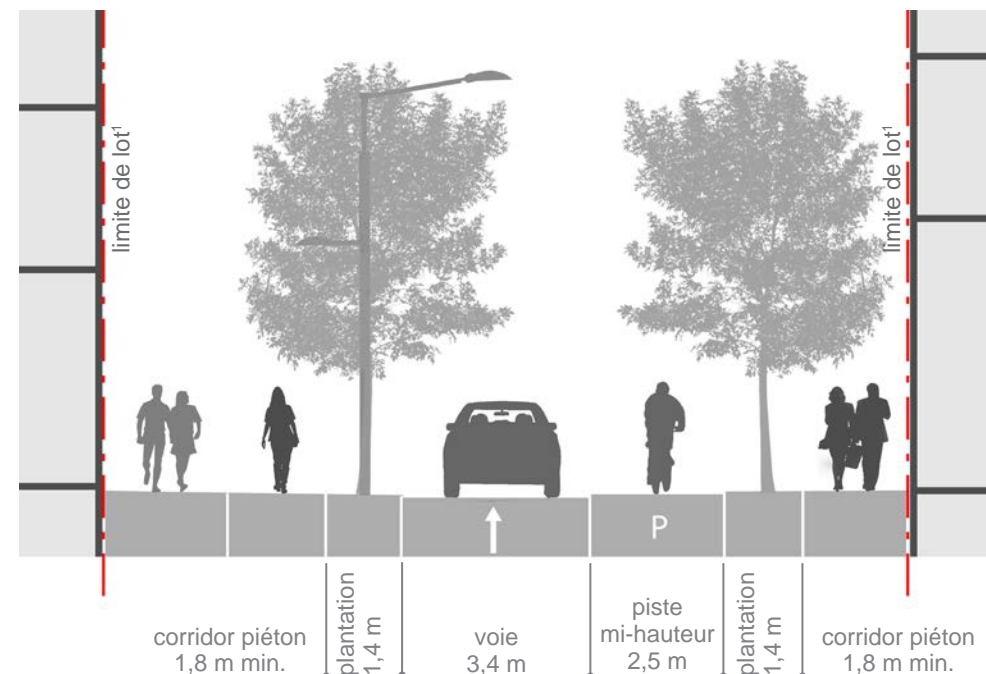 limite de lot¹
limite de lot¹
P
corridor piéton
1,8 m min.
plantation
1,4 m
voie
3,4 m
piste
mi-hauteur
2,5 m
plantation
1,4 m
corridor piéton
1,8 m min.